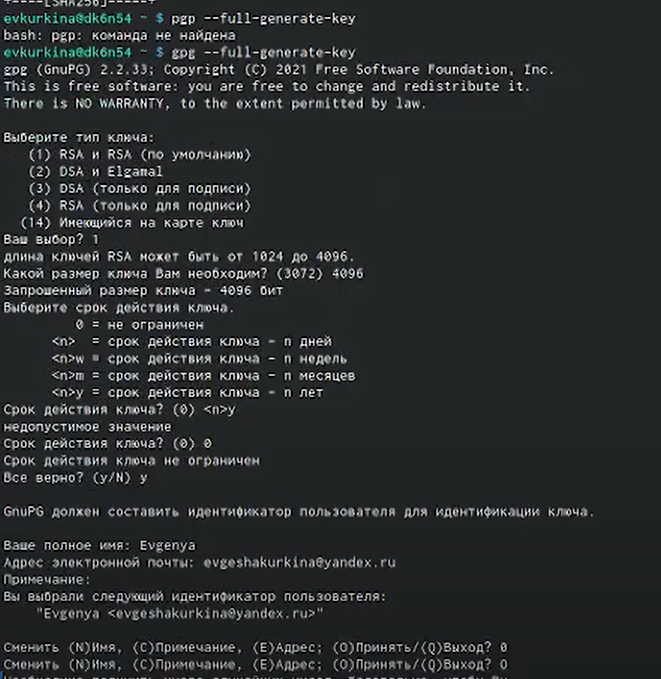 +----[SHA256]-----+
evkurkina@dk6n54 ~ $ pgp --full-generate-key
bash: pgp: команда не найдена
evkurkina@dk6n54 ~ $ gpg --full-generate-key
gpg (GnuPG) 2.2.33; Copyright (C) 2021 Free Software Foundation, Inc.
This is free software: you are free to change and redistribute it.
There is NO WARRANTY, to the extent permitted by law.
Выберите тип ключа:
(1) RSA и RSA (по умолчанию)
(2) DSA и Elgamal
(3) DSA (только для подписи)
(4) RSA (только для подписи)
(14) Имеющийся на карте ключ
Ваш выбор? 1
длина ключей RSA может быть от 1024 до 4096.
Какой размер ключа Вам необходим? (3072) 4096
Запрошенный размер ключа - 4096 бит
Выберите срок действия ключа.
0 = не ограничен
<n> = срок действия ключа - n дней
<n>w = срок действия ключа - n недель
<n>m = срок действия ключа - n месяцев
<n>y = срок действия ключа - n лет
Срок действия ключа? (0) <n>y
недопустимое значение
Срок действия ключа? (0) 0
Срок действия ключа не ограничен
Все верно? (y/N) y
GnuPG должен составить идентификатор пользователя для идентификации ключа.
Ваше полное имя: Evgenya
Адрес электронной почты: evgeshakurkina@yandex.ru
Примечание:
Вы выбрали следующий идентификатор пользователя:
"Evgenya <evgeshakurkina@yandex.ru>"
Сменить (N)Имя, (C)Примечание, (E)Адрес; (O)Принять/(Q)Выход? 0
Сменить (N)Имя, (C)Примечание, (E)Адрес; (O)Принять/(Q)Выход? O